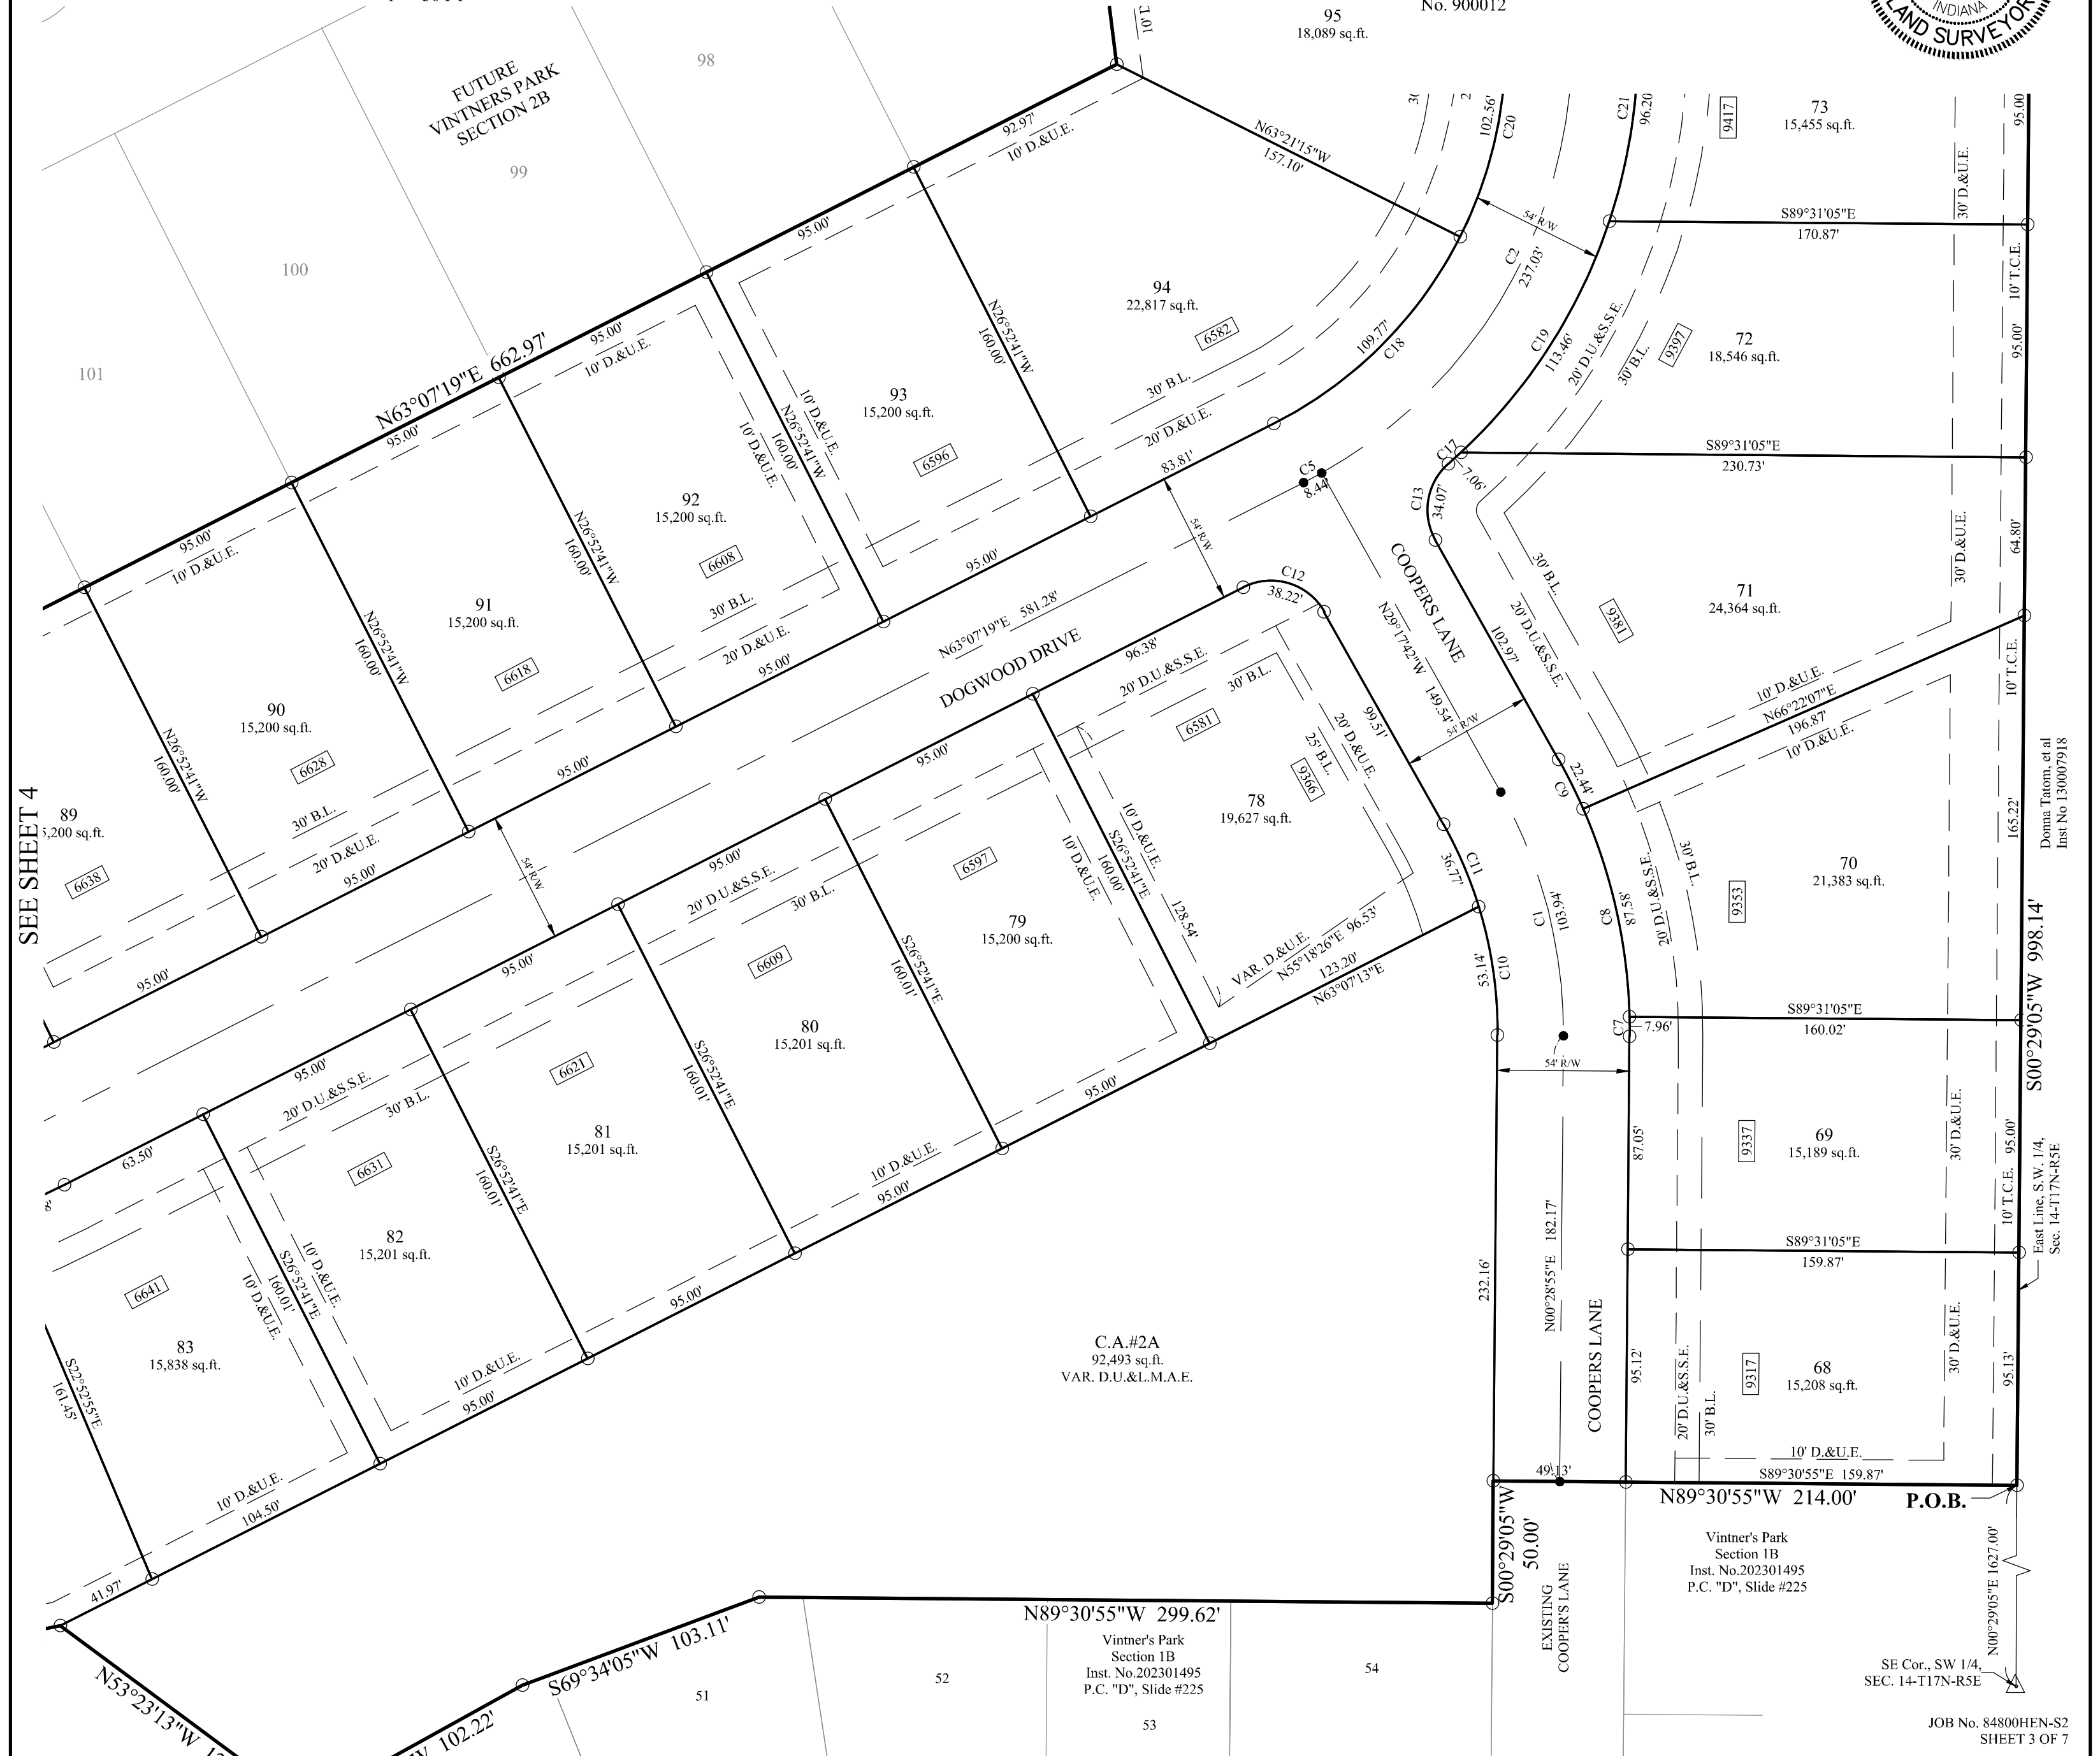 No. 900012
INDIANA
LAND SURVEYOR
FUTURE
VINTNERS PARK
SECTION 2B
98
99
100
101
95
18,089 sq.ft.
92.97'
10' D.&U.E.
N63°21'15"W
157.10'
102.56'
C20
C21
96.20
9417
73
15,455 sq.ft.
95.00
30' D.&U.E.
S89°31'05"E
170.87'
10' T.C.E.
54' R/W
C2
237.03'
95.00'
N63°07'19"E 662.97'
95.00'
10' D.&U.E.
95.00'
95.00'
10' D.&U.E.
94
22,817 sq.ft.
6582
N26°52'41"W
160.00'
109.77'
C18
C19
113.46'
20' D.U.&S.S.E.
30' B.L.
9397
72
18,546 sq.ft.
95.00'
S89°31'05"E
230.73'
30' B.L.
20' D.&U.E.
83.81'
93
15,200 sq.ft.
6596
10' D.&U.E.
N26°52'41"W
160.00'
10' D.&U.E.
92
15,200 sq.ft.
6608
N26°52'41"W
160.00'
30' B.L.
20' D.&U.E.
95.00'
95.00'
54' R/W
C5
8.44'
C17
7.06'
C13
34.07'
COOPERS LANE
N29°17'42"W 149.54'
102.97'
54' R/W
30' B.L.
20' D.U.&S.S.E.
9381
71
24,364 sq.ft.
30' D.&U.E.
64.80'
10' T.C.E.
10' D.&U.E.
N66°22'07"E
196.87'
10' D.&U.E.
91
15,200 sq.ft.
6618
N26°52'41"W
160.00'
90
15,200 sq.ft.
6628
N26°52'41"W
160.00'
30' B.L.
20' D.&U.E.
95.00'
95.00'
95.00'
89
6638
SEE SHEET 4
N63°07'19"E 581.28'
DOGWOOD DRIVE
54' R/W
C12
38.22'
96.38'
20' D.U.&S.S.E.
30' B.L.
6581
99.51'
20' D.&U.E.
25' B.L.
9366
78
19,627 sq.ft.
10' D.&U.E.
S26°52'41"E
160.00'
10' D.&U.E.
128.54'
VAR. D.&U.E.
N55°18'26"E 96.53'
123.20'
N63°07'13"E
C11
36.77'
C9
22.44'
C1
103.94'
C8
87.58'
20' D.U.&S.S.E.
30' B.L.
9353
70
21,383 sq.ft.
165.22'
Donna Tatom, et al
Inst No 130007918
S00°29'05"W 998.14'
53.14'
C10
C7
7.96'
S89°31'05"E
160.02'
54' R/W
95.00'
95.00'
95.00'
95.00'
63.50'
20' D.U.&S.S.E.
30' B.L.
6597
79
15,200 sq.ft.
S26°52'41"E
160.01'
6609
80
15,201 sq.ft.
S26°52'41"E
160.01'
6621
81
15,201 sq.ft.
S26°52'41"E
160.01'
20' D.U.&S.S.E.
30' B.L.
6631
82
15,201 sq.ft.
10' D.&U.E.
S26°52'41"E
160.01'
10' D.&U.E.
6641
83
15,838 sq.ft.
S22°52'55"E
161.45'
10' D.&U.E.
95.00'
95.00'
95.00'
10' D.&U.E.
95.00'
10' D.&U.E.
104.50'
41.97'
C.A.#2A
92,493 sq.ft.
VAR. D.U.&L.M.A.E.
232.16'
N00°28'55"E 182.17'
COOPERS LANE
87.05'
9337
69
15,189 sq.ft.
30' D.&U.E.
95.00'
10' T.C.E.
East Line, S.W. 1/4,
Sec. 14-T17N-R5E
S89°31'05"E
159.87'
95.12'
20' D.U.&S.S.E.
30' B.L.
9317
68
15,208 sq.ft.
30' D.&U.E.
95.13'
10' D.&U.E.
49.13'
S89°30'55"E 159.87'
N89°30'55"W 214.00'
P.O.B.
S00°29'05"W
50.00'
EXISTING
COOPER'S LANE
Vintner's Park
Section 1B
Inst. No.202301495
P.C. "D", Slide #225
N00°29'05"E 1627.00'
SE Cor., SW 1/4,
SEC. 14-T17N-R5E
N89°30'55"W 299.62'
Vintner's Park
Section 1B
Inst. No.202301495
P.C. "D", Slide #225
S69°34'05"W 103.11'
102.22'
N53°23'13"W
51
52
53
54
JOB No. 84800HEN-S2
SHEET 3 OF 7